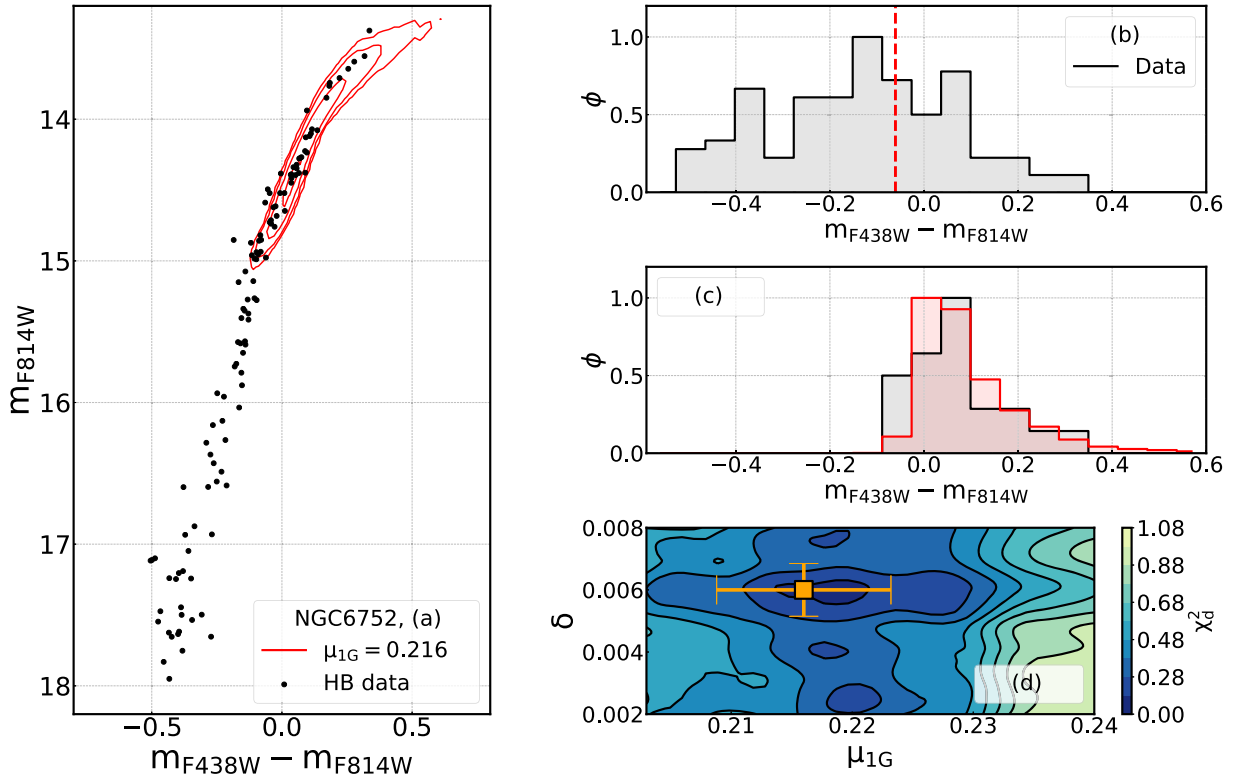 14
15
16
17
18
m_F814W
−0.5
0.0
0.5
m_F438W − m_F814W
NGC6752, (a)
μ_1G = 0.216
HB data
(b)
Data
1.0
0.5
0.0
ϕ
−0.4
−0.2
0.0
0.2
0.4
0.6
m_F438W − m_F814W
(c)
1.0
0.5
0.0
ϕ
−0.4
−0.2
0.0
0.2
0.4
0.6
m_F438W − m_F814W
0.008
0.006
0.004
0.002
δ
0.21
0.22
0.23
0.24
μ_1G
(d)
1.08
0.88
0.68
0.48
0.28
0.00
χ²_d